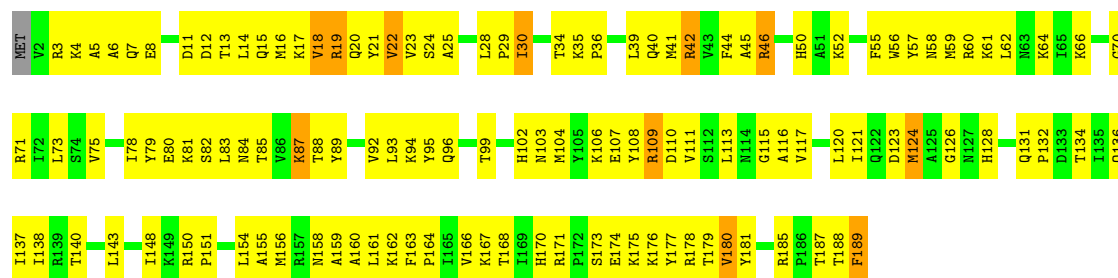 MET V2 R3 K4 A5 A6 Q7 E8 D11 D12 T13 L14 Q15 M16 K17 V18 R19 Q20 Y21 V22 V23 S24 A25 L28 P29 I30 T34 K35 P36 L39 Q40 M41 R42 V43 F44 A45 R46 H50 A51 K52 F55 W56 Y57 N58 M59 R60 K61 L62 N63 K64 I65 K66
R71 I72 L73 S74 V75 I78 Y79 E80 K81 S82 L83 N84 T85 V86 K87 T88 Y89 V92 L93 K94 Y95 Q96 T99 H102 N103 M104 Y105 K106 E107 Y108 R109 D110 V111 S112 L113 N114 G115 A116 V117 L120 I121 Q122 D123 M124 A125 G126 N127 H128 Q131 P132 D133 T134 I135
I137 I138 R139 T140 L143 I148 K149 R150 P151 L154 A155 M156 R157 N158 A159 A160 L161 K162 F163 P164 I165 V166 K167 T168 I169 H170 R171 P172 S173 E174 K175 K176 Y177 R178 T179 V180 Y181 R185 P186 T187 T188 F189